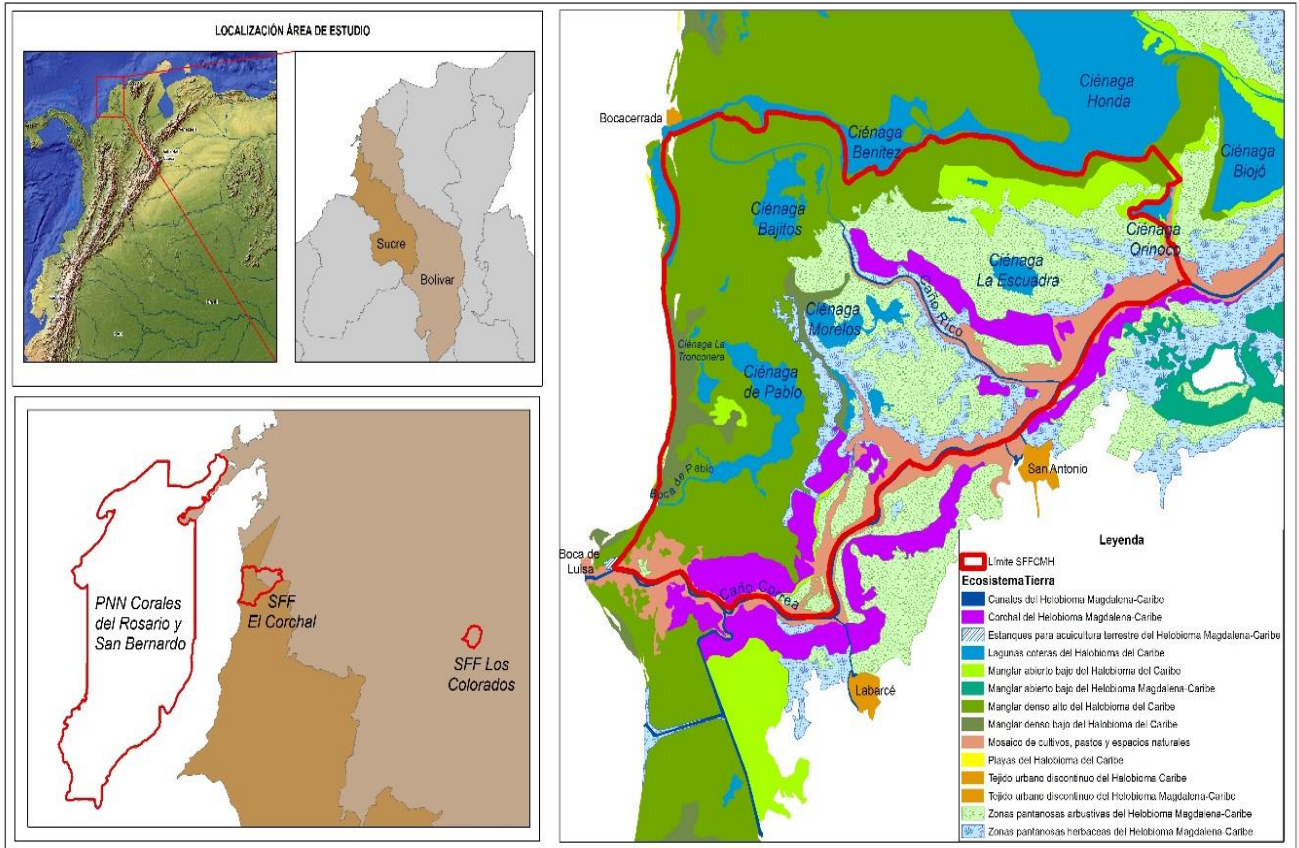 LOCALIZACIÓN ÁREA DE ESTUDIO
Sucre
Bolivar
PNN Corales
del Rosario y
San Bernardo
SFF
El Corchal
SFF Los
Colorados
Bocacerrada
Ciénaga
Honda
Ciénaga
Benítez
Ciénaga
Biojó
Ciénaga
Bajitos
Ciénaga
Orinoco
Ciénaga
La Escuadra
Caño Rico
Ciénaga
Morelos
Ciénaga La
Tronconera
Ciénaga
de Pablo
Boca de Pablo
San Antonio
Boca de
Luisa
Caño Correa
Labarcé
Leyenda
Límite SFFCMH
EcosistemaTierra
Canales del Helobioma Magdalena-Caribe
Corchal del Helobioma Magdalena-Caribe
Estanques para acuicultura terrestre del Helobioma Magdalena-Caribe
Lagunas coteras del Halobioma del Caribe
Manglar abierto bajo del Halobioma del Caribe
Manglar abierto bajo del Helobioma Magdalena-Caribe
Manglar denso alto del Halobioma del Caribe
Manglar denso bajo del Halobioma del Caribe
Mosaico de cultivos, pastos y espacios naturales
Playas del Halobioma del Caribe
Tejido urbano discontinuo del Halobioma Caribe
Tejido urbano discontinuo del Helobioma Magdalena-Caribe
Zonas pantanosas arbustivas del Helobioma Magdalena-Caribe
Zonas pantanosas herbaceas del Helobioma Magdalena-Caribe